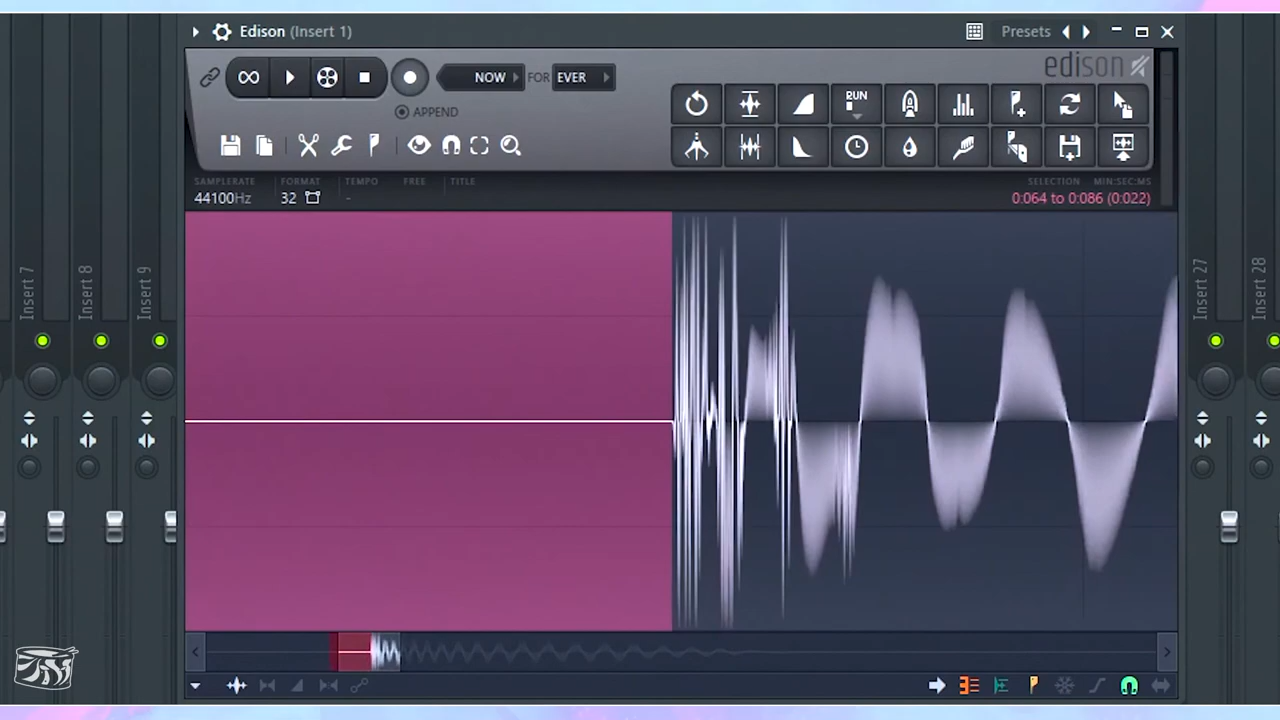 Edison (Insert 1)
Presets
edison
NOW FOR EVER
APPEND
RUN
SAMPLERATE FORMAT TEMPO FREE TITLE SELECTION MIN:SEC:MS
44100Hz 32 - 0:064 to 0:086 (0:022)
Insert 7
Insert 8
Insert 9
Insert 27
Insert 28